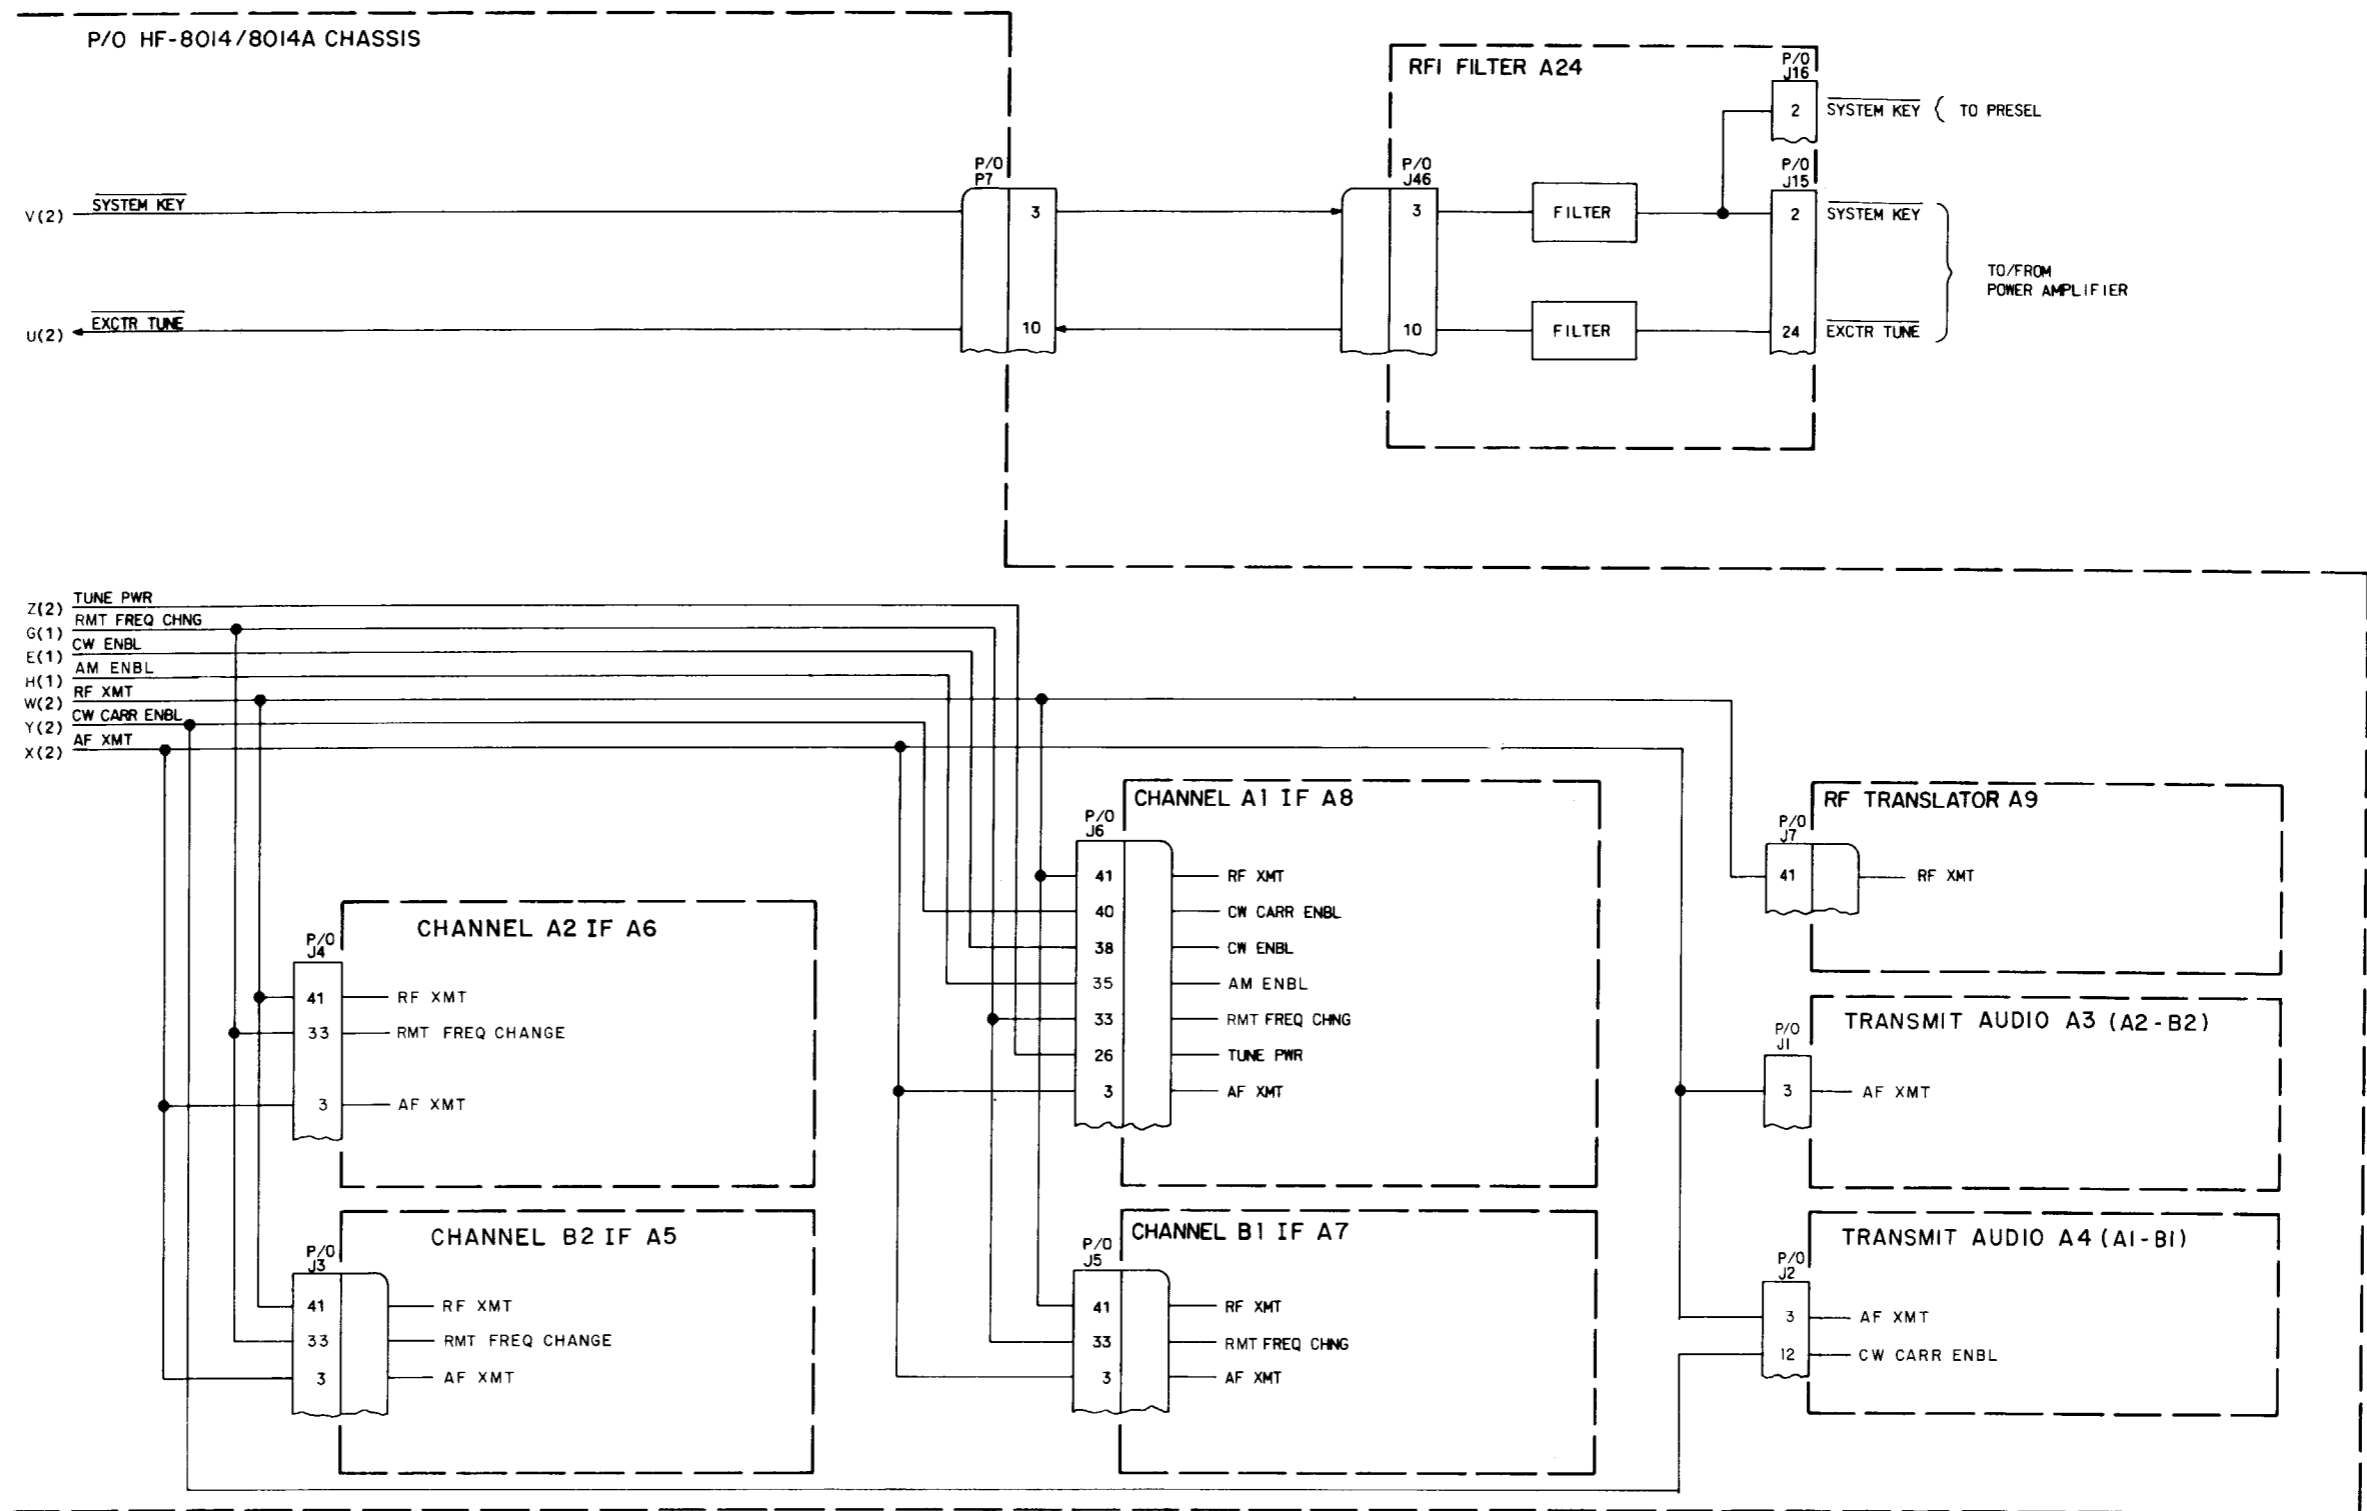 P/O HF-8014/8014A CHASSIS
RFI FILTER A24
P/O
J16
2
SYSTEM KEY
TO PRESEL
P/O
P7
P/O
J46
P/O
J15
V(2)
SYSTEM KEY
3
3
FILTER
2
SYSTEM KEY
TO/FROM
POWER AMPLIFIER
U(2)
EXCTR TUNE
10
10
FILTER
24
EXCTR TUNE
Z(2) TUNE PWR
G(1) RMT FREQ CHNG
E(1) CW ENBL
H(1) AM ENBL
W(2) RF XMT
Y(2) CW CARR ENBL
X(2) AF XMT
CHANNEL A1 IF A8
P/O
J6
41 RF XMT
40 CW CARR ENBL
38 CW ENBL
35 AM ENBL
33 RMT FREQ CHNG
26 TUNE PWR
3 AF XMT
RF TRANSLATOR A9
P/O
J7
41 RF XMT
CHANNEL A2 IF A6
P/O
J4
41 RF XMT
33 RMT FREQ CHANGE
3 AF XMT
TRANSMIT AUDIO A3 (A2-B2)
P/O
J1
3 AF XMT
CHANNEL B2 IF A5
P/O
J3
41 RF XMT
33 RMT FREQ CHANGE
3 AF XMT
CHANNEL B1 IF A7
P/O
J5
41 RF XMT
33 RMT FREQ CHNG
3 AF XMT
TRANSMIT AUDIO A4 (A1-B1)
P/O
J2
3 AF XMT
12 CW CARR ENBL